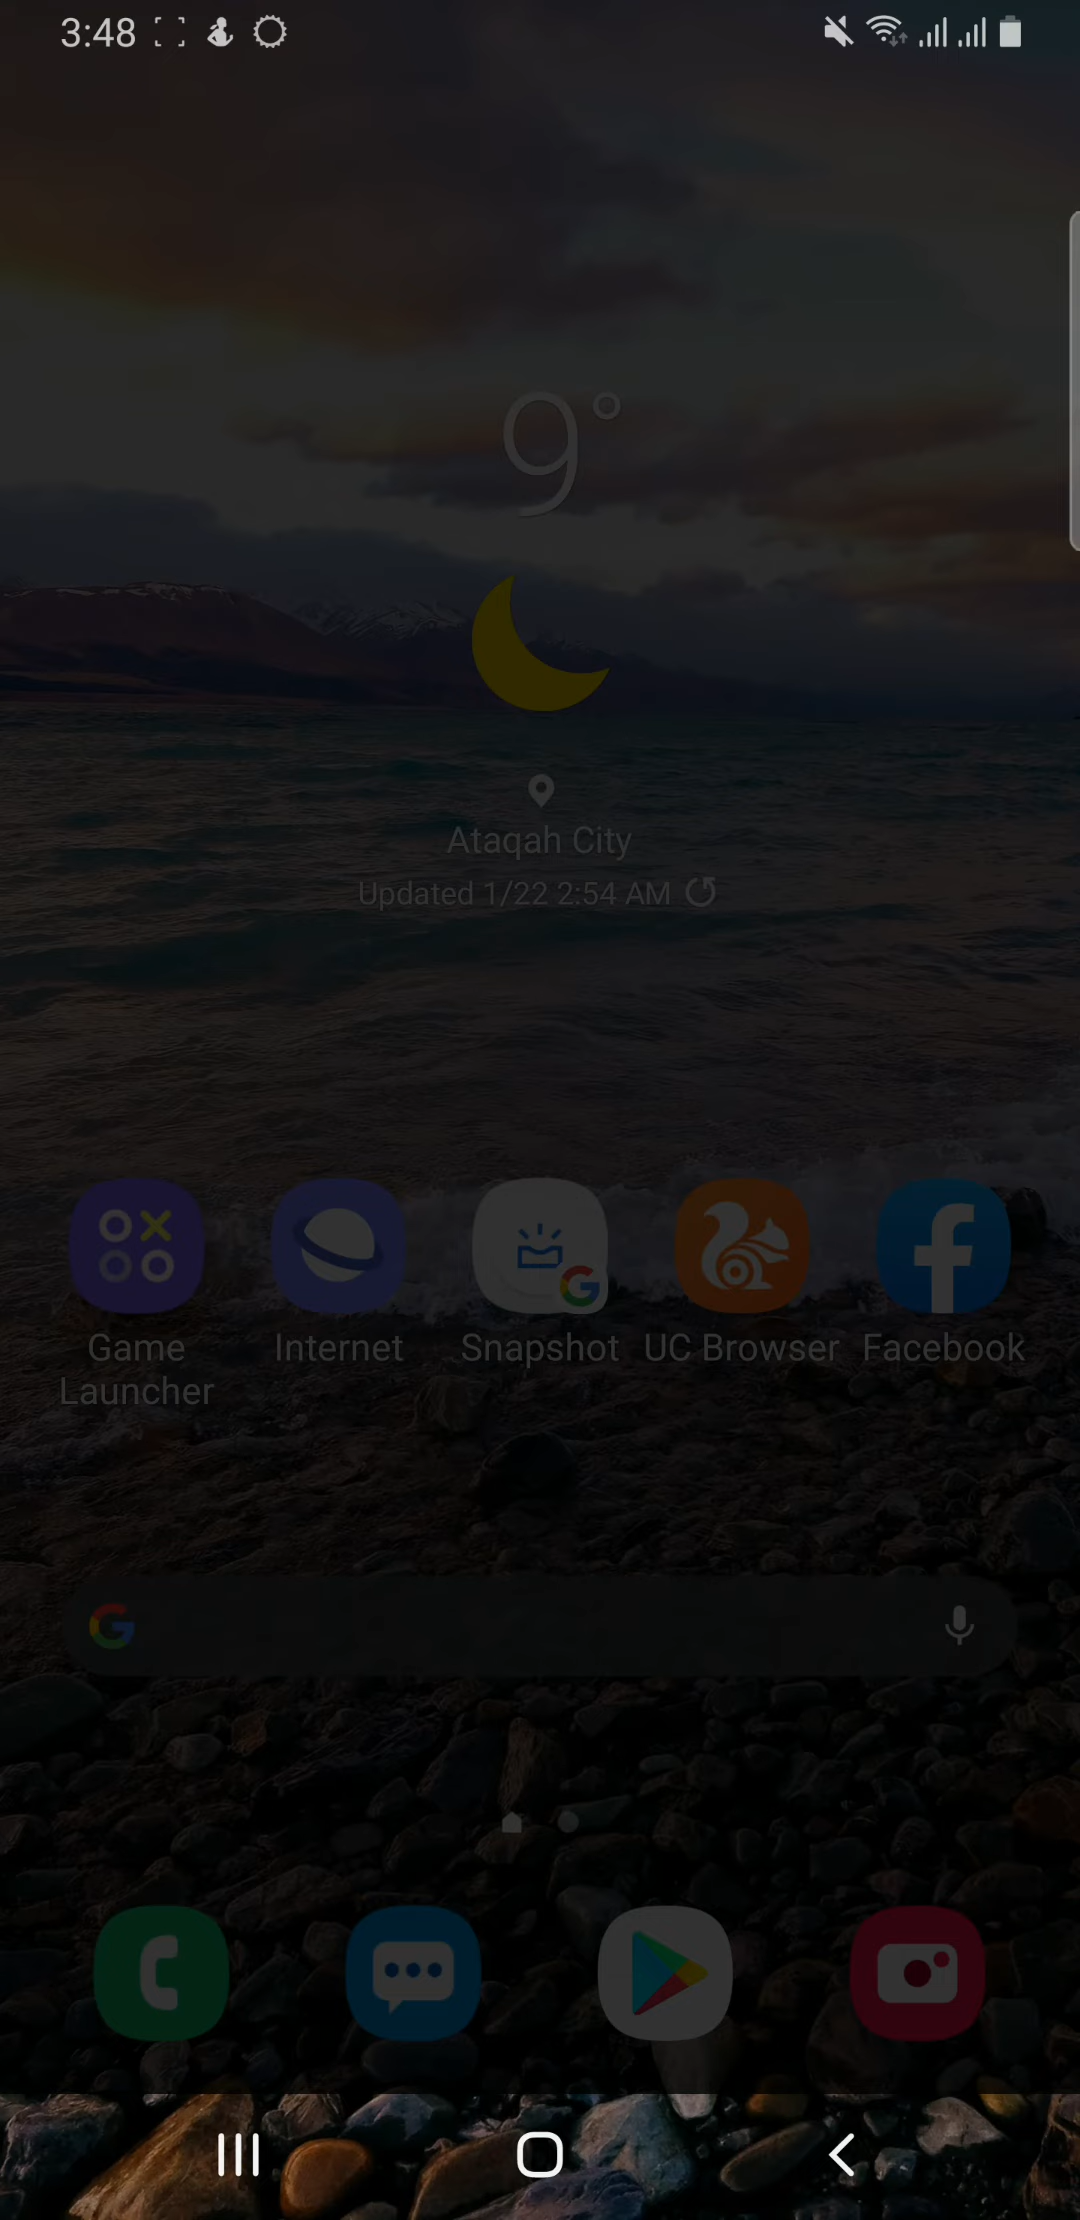 3:48
9°
Ataqah City
Updated 1/22 2:54 AM
Game
Launcher
Internet
Snapshot
UC Browser
Facebook